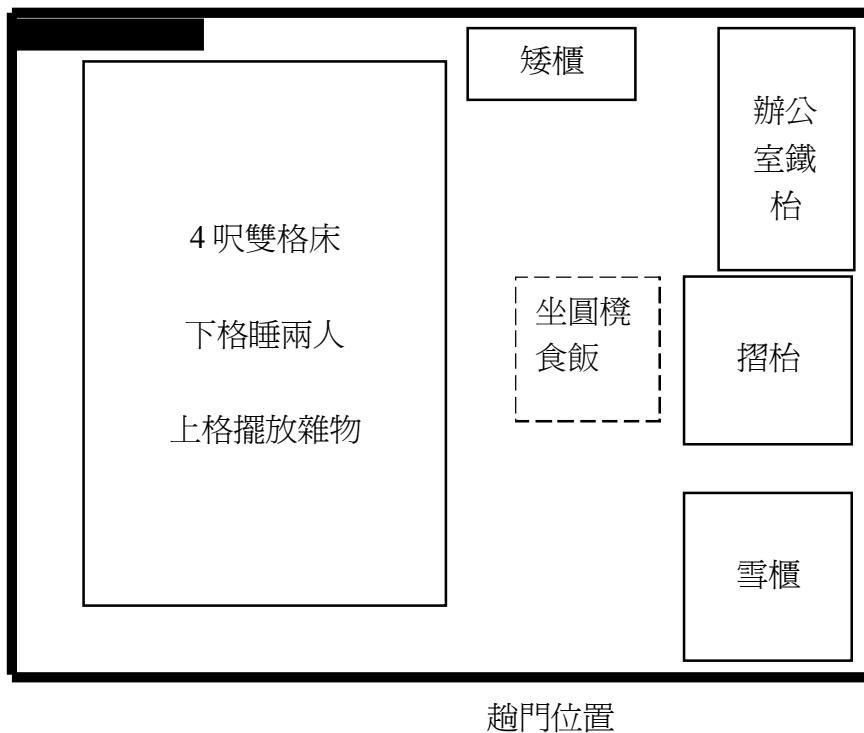 矮櫃
辦公
室鐵
枱
4 呎雙格床
下格睡兩人
上格擺放雜物
坐圓櫈
食飯
摺枱
雪櫃
趟門位置